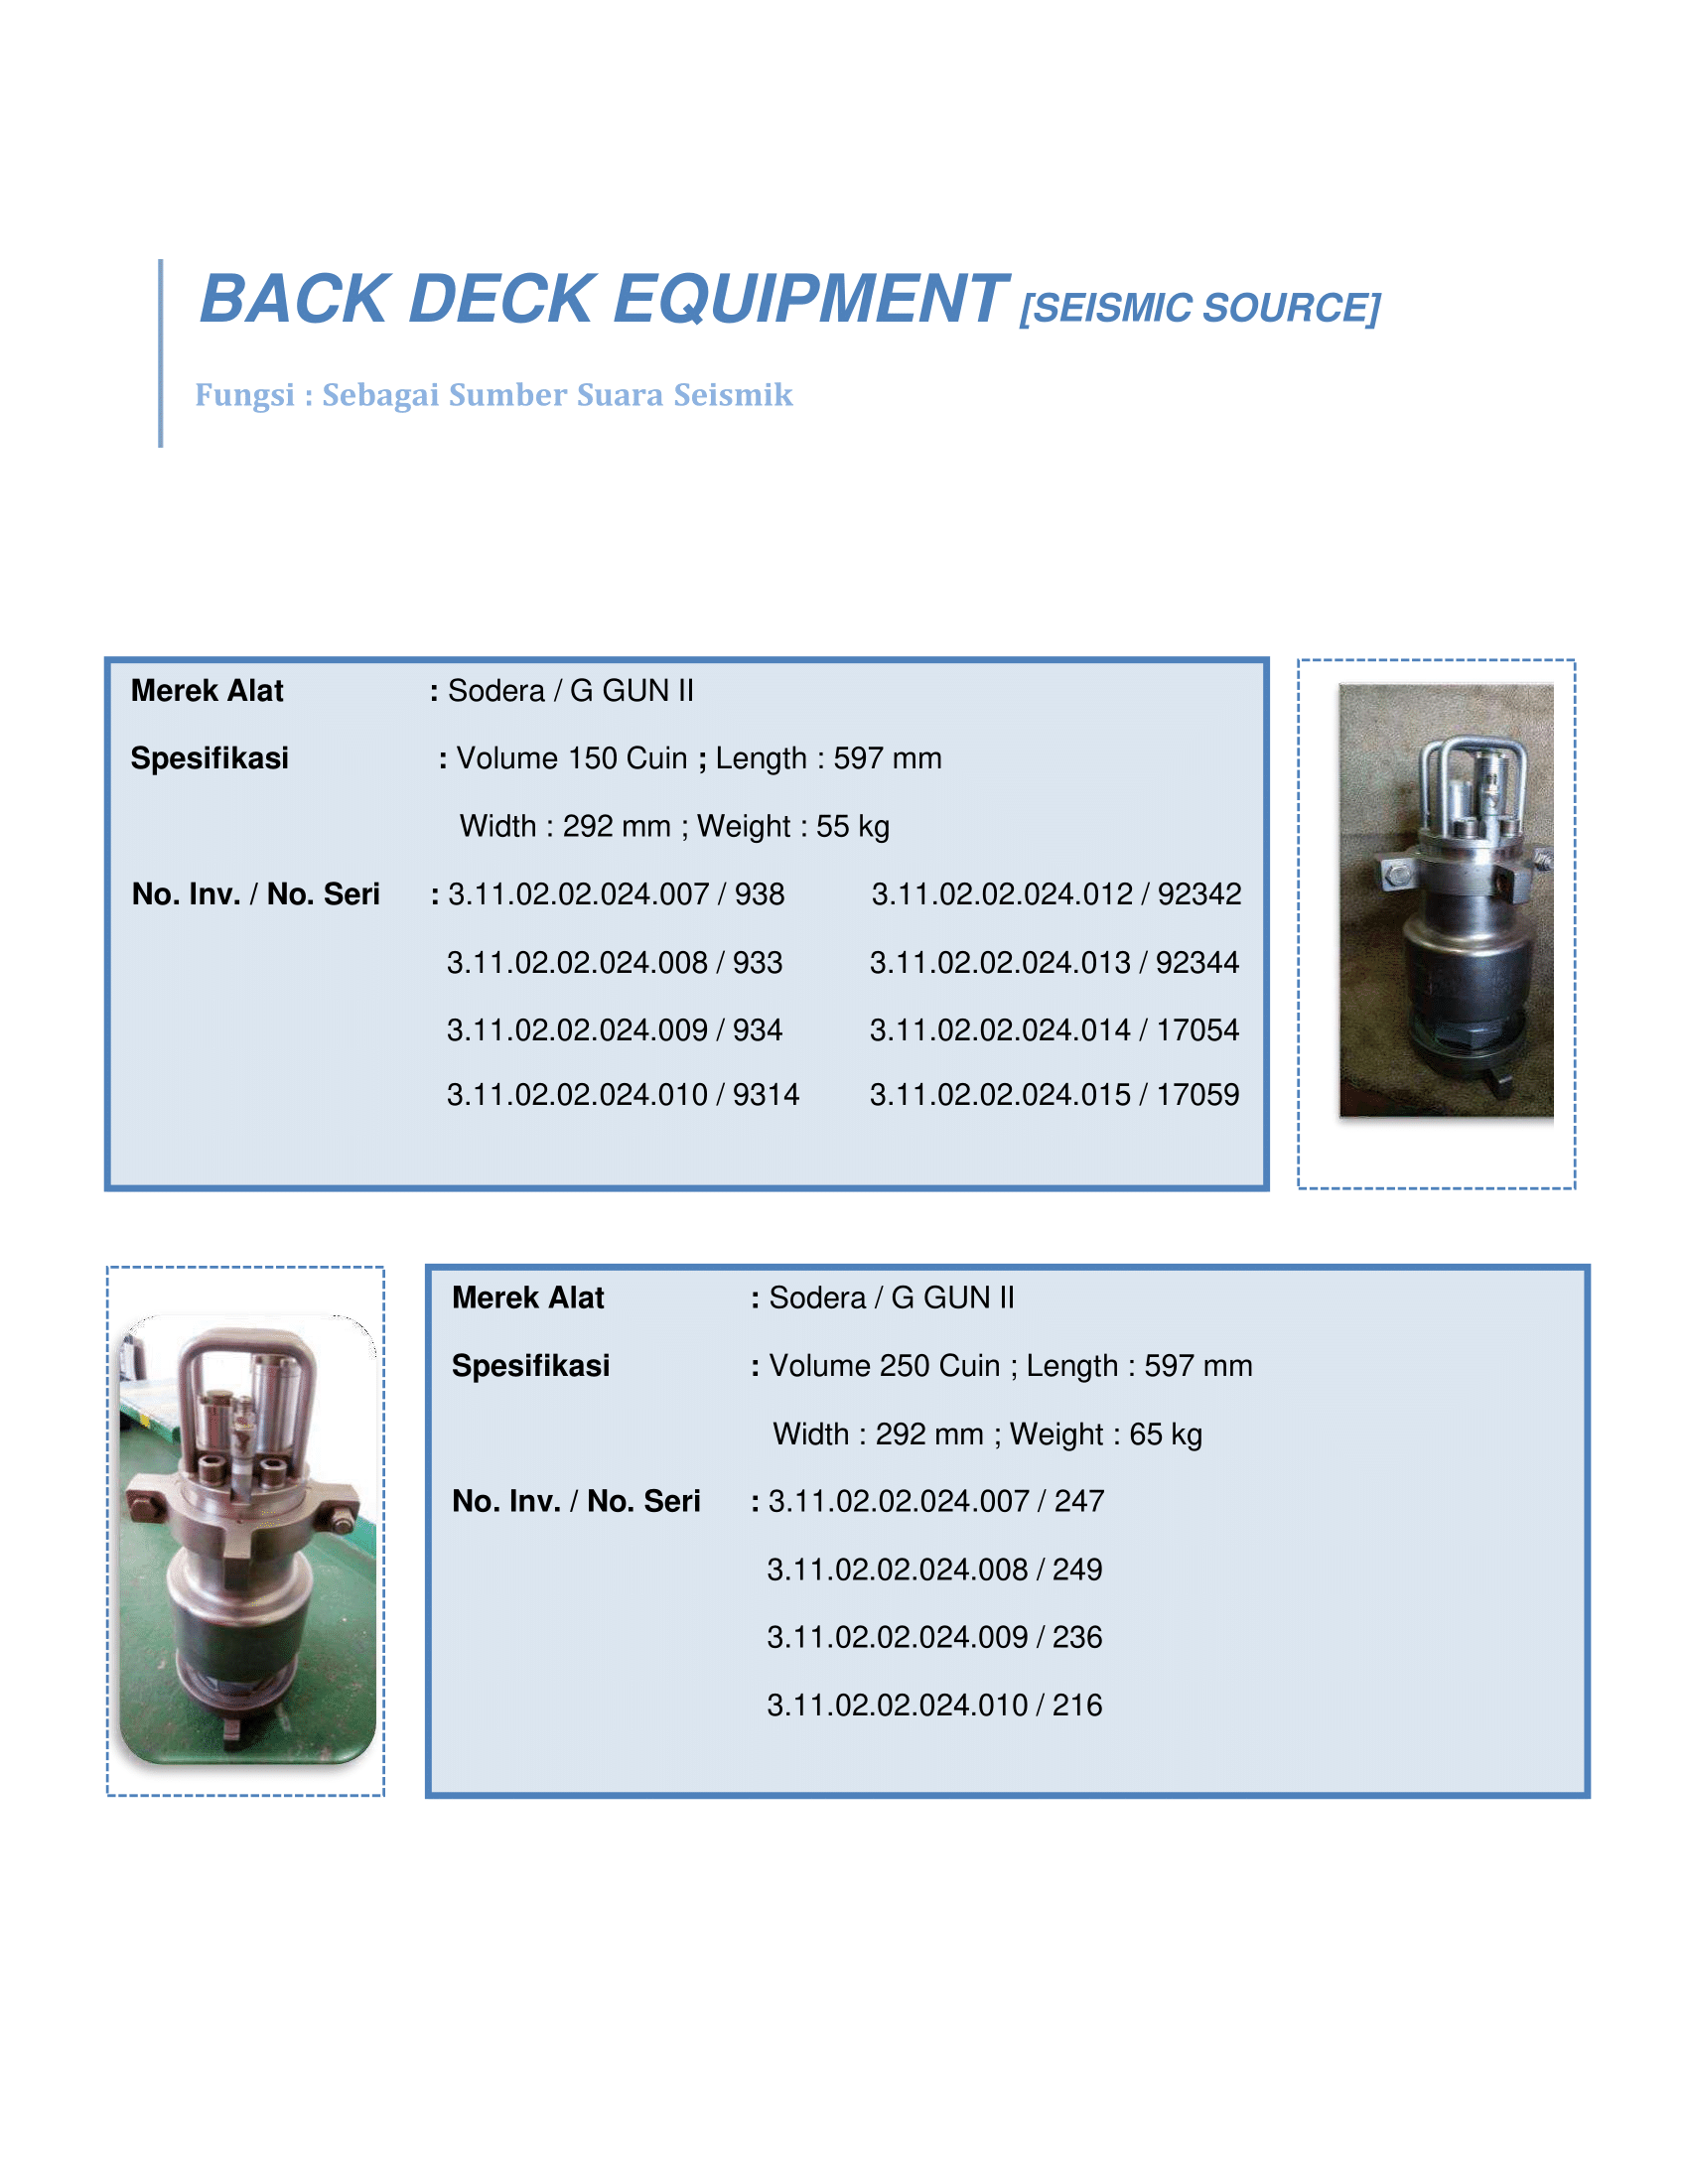 BACK DECK EQUIPMENT [SEISMIC SOURCE]
Fungsi : Sebagai Sumber Suara Seismik
Merek Alat : Sodera / G GUN II
Spesifikasi : Volume 150 Cuin ; Length : 597 mm
Width : 292 mm ; Weight : 55 kg
No. Inv. / No. Seri : 3.11.02.02.024.007 / 938 3.11.02.02.024.012 / 92342
3.11.02.02.024.008 / 933 3.11.02.02.024.013 / 92344
3.11.02.02.024.009 / 934 3.11.02.02.024.014 / 17054
3.11.02.02.024.010 / 9314 3.11.02.02.024.015 / 17059
Merek Alat : Sodera / G GUN II
Spesifikasi : Volume 250 Cuin ; Length : 597 mm
Width : 292 mm ; Weight : 65 kg
No. Inv. / No. Seri : 3.11.02.02.024.007 / 247
3.11.02.02.024.008 / 249
3.11.02.02.024.009 / 236
3.11.02.02.024.010 / 216